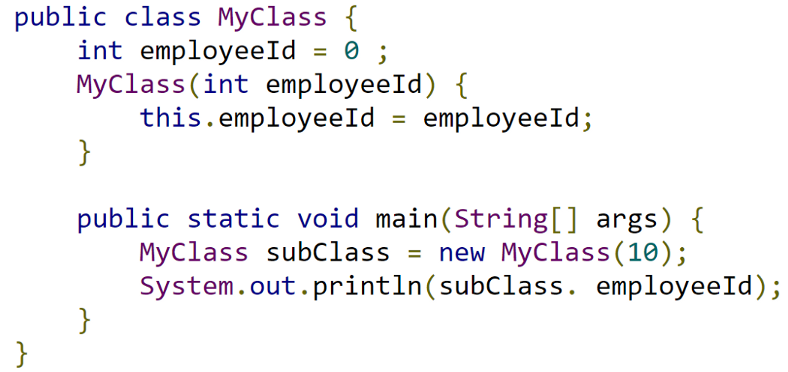 public class MyClass {
    int employeeId = 0 ;
    MyClass(int employeeId) {
        this.employeeId = employeeId;
    }

    public static void main(String[] args) {
        MyClass subClass = new MyClass(10);
        System.out.println(subClass. employeeId);
    }
}